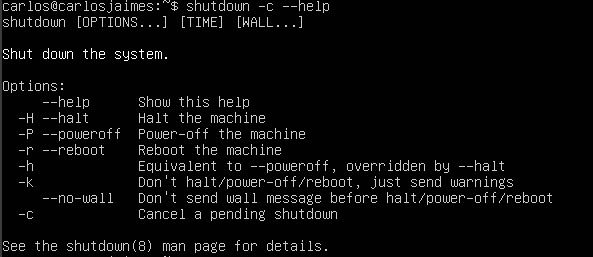 carlos@carlosjaimes:~$ shutdown -c --help
shutdown [OPTIONS...] [TIME] [WALL...]
Shut down the system.
Options:
--help Show this help
-H --halt Halt the machine
-P --poweroff Power-off the machine
-r --reboot Reboot the machine
-h Equivalent to --poweroff, overridden by --halt
-k Don't halt/power-off/reboot, just send warnings
--no-wall Don't send wall message before halt/power-off/reboot
-c Cancel a pending shutdown
See the shutdown(8) man page for details.